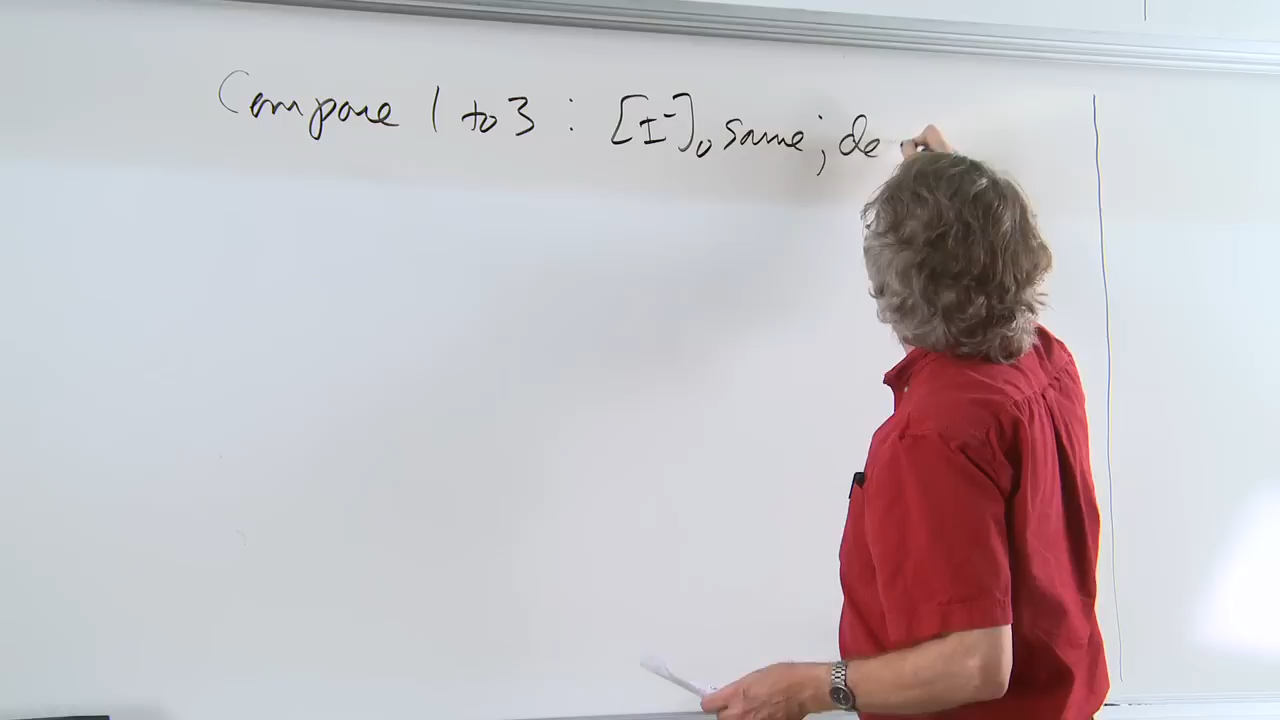 Compare 1 to 3 : [I⁻]₀ same; de